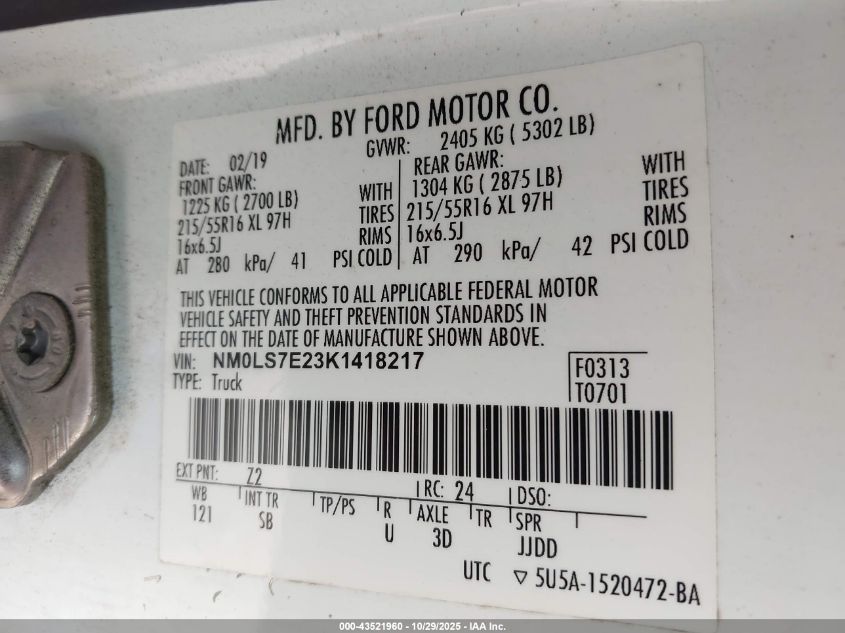 MFD. BY FORD MOTOR CO.
DATE: 02/19 GVWR: 2405 KG ( 5302 LB)
FRONT GAWR: REAR GAWR:
1225 KG ( 2700 LB) WITH 1304 KG ( 2875 LB) WITH
215/55R16 XL 97H TIRES 215/55R16 XL 97H TIRES
16x6.5J RIMS 16x6.5J RIMS
AT 280 kPa/ 41 PSI COLD AT 290 kPa/ 42 PSI COLD
THIS VEHICLE CONFORMS TO ALL APPLICABLE FEDERAL MOTOR
VEHICLE SAFETY AND THEFT PREVENTION STANDARDS IN
EFFECT ON THE DATE OF MANUFACTURE SHOWN ABOVE.
VIN: NM0LS7E23K1418217 F0313
TYPE: Truck T0701
EXT PNT: Z2 RC: 24 DSO:
WB INT TR TP/PS R AXLE TR SPR
121 SB U 3D JJDD
UTC ▽ 5U5A-1520472-BA
000-43521960 - 10/29/2025 - IAA Inc.